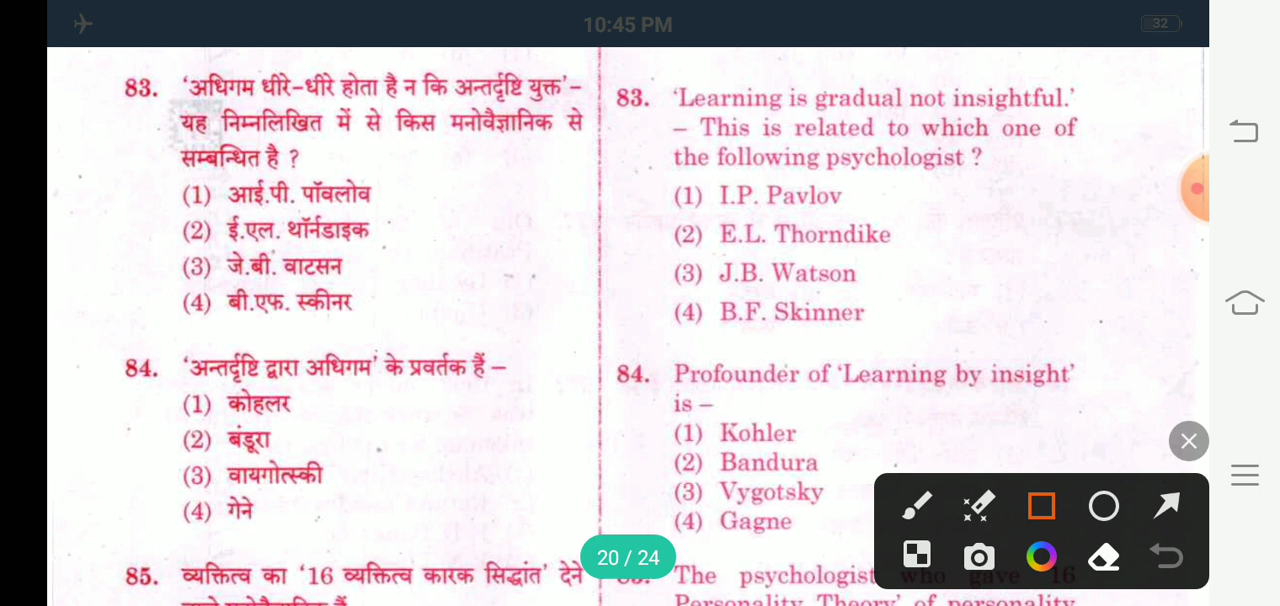 10:45 PM
32
83. 'अधिगम धीरे-धीरे होता है न कि अन्तर्दृष्टि युक्त' –
यह निम्नलिखित में से किस मनोवैज्ञानिक से
सम्बन्धित है ?
(1) आई.पी. पॉवलोव
(2) ई.एल. थॉर्नडाइक
(3) जे.बी. वाटसन
(4) बी.एफ. स्कीनर
84. 'अन्तर्दृष्टि द्वारा अधिगम' के प्रवर्तक हैं –
(1) कोहलर
(2) बंडूरा
(3) वायगोत्स्की
(4) गेने
85. व्यक्तित्व का '16 व्यक्तित्व कारक सिद्धांत' देने
83. 'Learning is gradual not insightful.'
– This is related to which one of
the following psychologist ?
(1) I.P. Pavlov
(2) E.L. Thorndike
(3) J.B. Watson
(4) B.F. Skinner
84. Profounder of 'Learning by insight'
is –
(1) Kohler
(2) Bandura
(3) Vygotsky
(4) Gagne
The psychologist who gave 16
Personality Theory' of personality
20 / 24